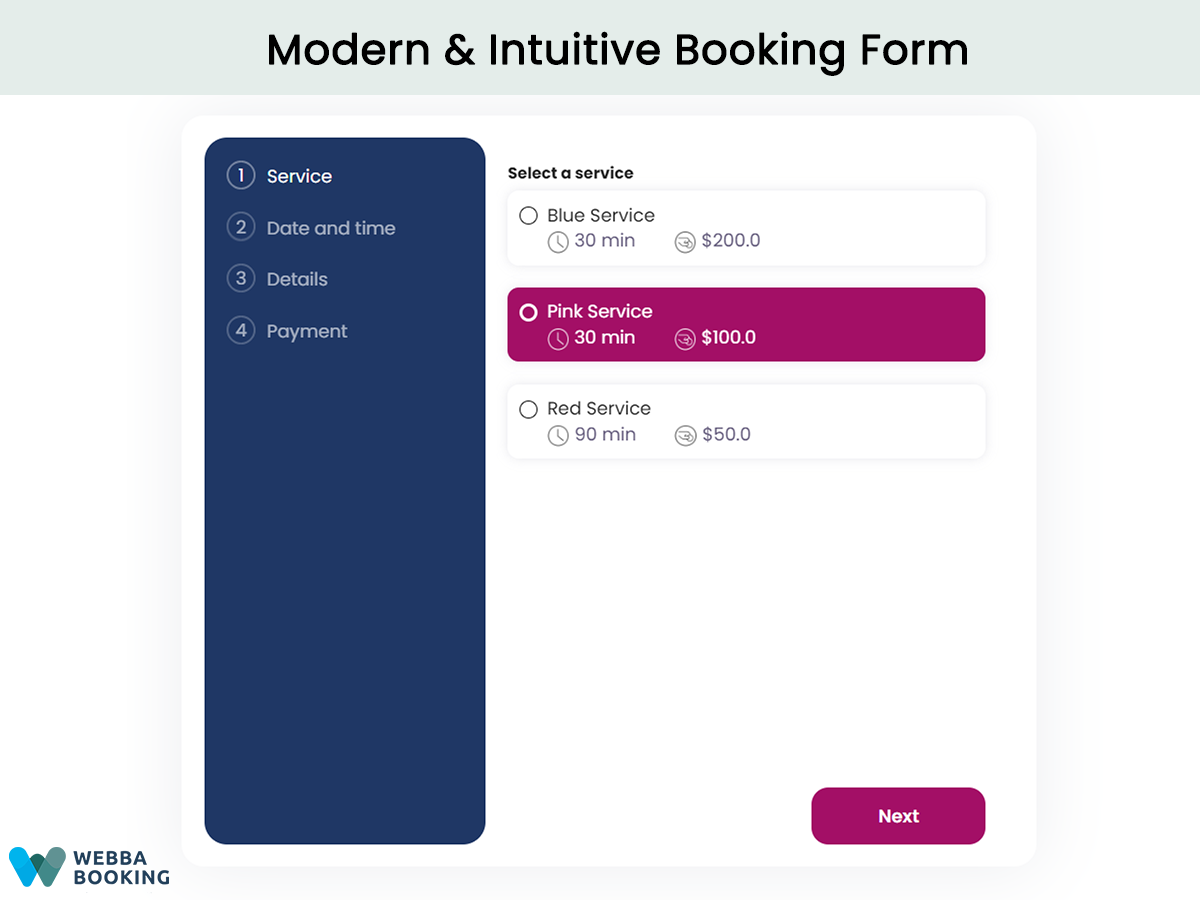 Modern & Intuitive Booking Form
1 Service
2 Date and time
3 Details
4 Payment
Select a service
Blue Service
30 min $200.0
Pink Service
30 min $100.0
Red Service
90 min $50.0
Next
WEBBA
BOOKING